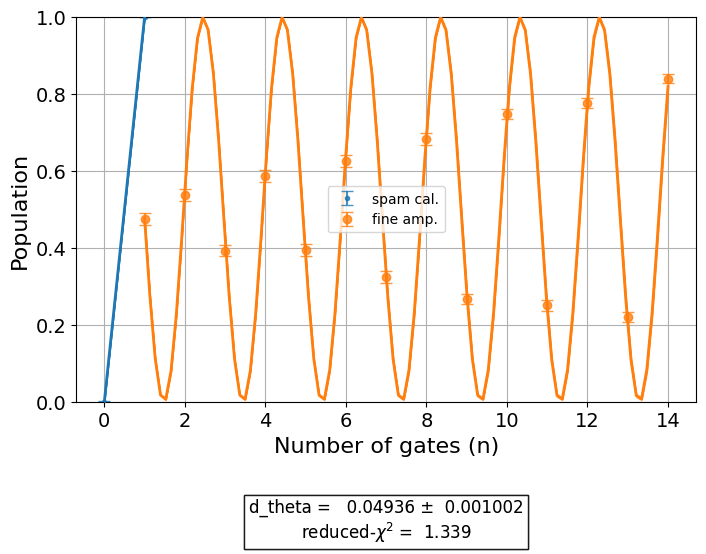 1.0
0.8
0.6
0.4
0.2
0.0
Population
spam cal.
fine amp.
0 2 4 6 8 10 12 14
Number of gates (n)
d_theta = 0.04936 ± 0.001002
reduced-χ² = 1.339